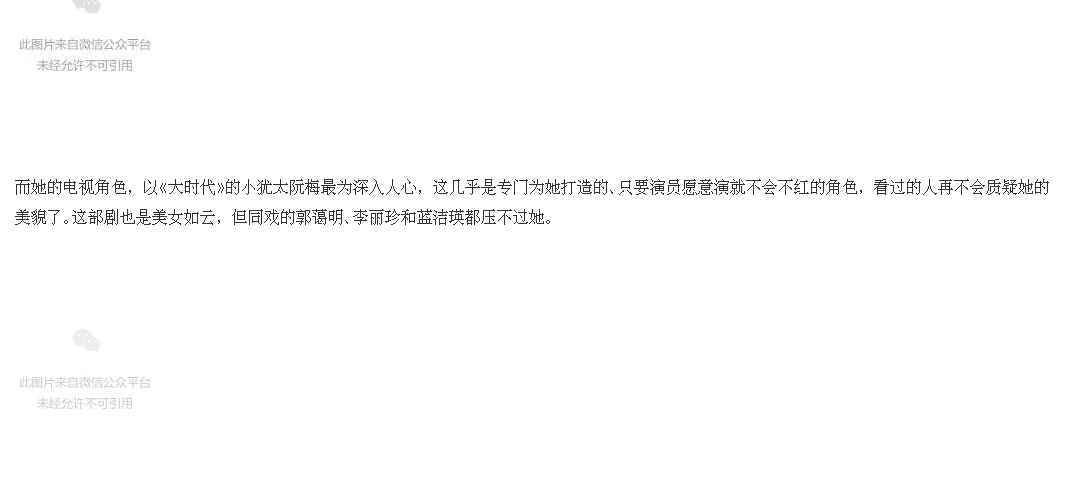 此图片来自微信公众平台
未经允许不可引用
而她的电视角色，以《大时代》的小犹太阮梅最为深入人心，这几乎是专门为她打造的、只要演员愿意演就不会不红的角色，看过的人再不会质疑她的
美貌了。这部剧也是美女如云，但同戏的郭蔼明、李丽珍和蓝洁瑛都压不过她。
此图片来自微信公众平台
未经允许不可引用